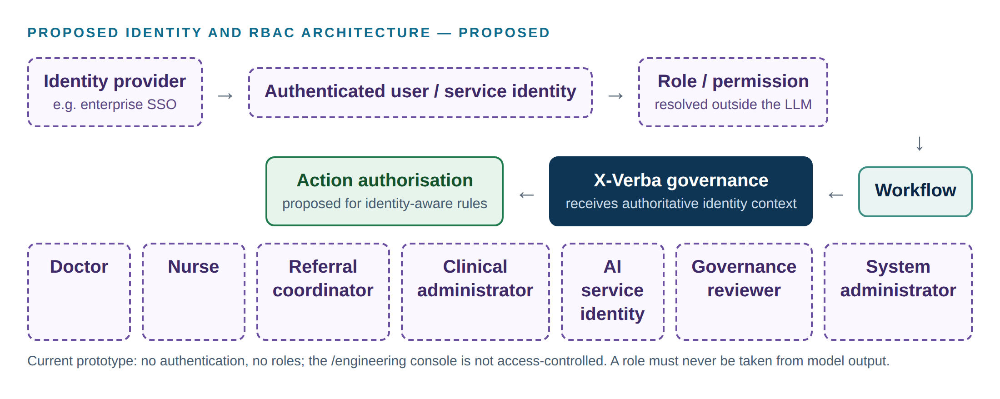 PROPOSED IDENTITY AND RBAC ARCHITECTURE — PROPOSED
Identity provider
e.g. enterprise SSO
→
Authenticated user / service identity
→
Role / permission
resolved outside the LLM
↓
Workflow
←
X-Verba governance
receives authoritative identity context
←
Action authorisation
proposed for identity-aware rules
Doctor
Nurse
Referral
coordinator
Clinical
administrator
AI
service
identity
Governance
reviewer
System
administrator
Current prototype: no authentication, no roles; the /engineering console is not access-controlled. A role must never be taken from model output.